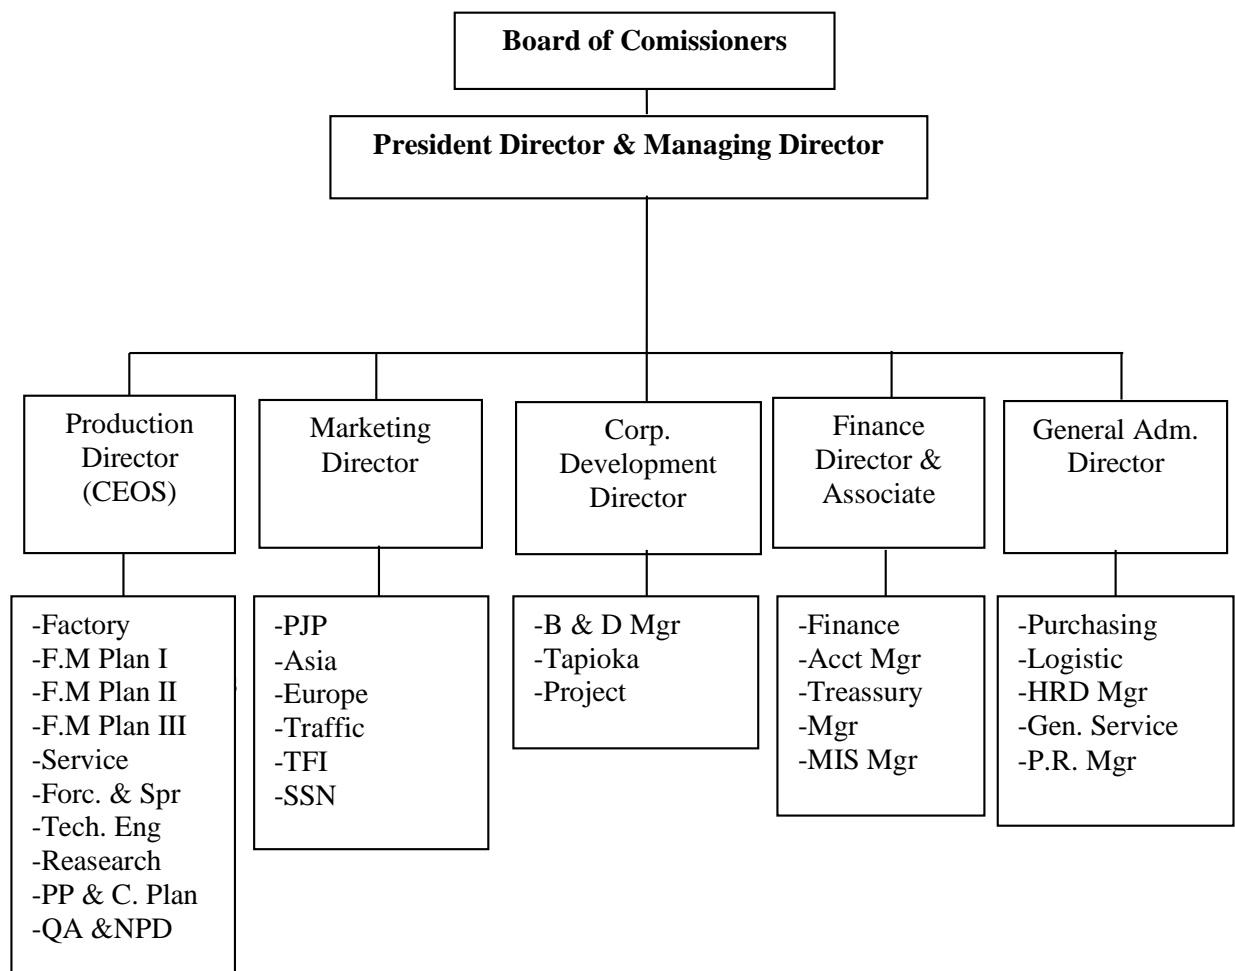 Board of Comissioners
President Director & Managing Director
Production
Director
(CEOS)
Marketing
Director
Corp.
Development
Director
Finance
Director &
Associate
General Adm.
Director
-Factory
-F.M Plan I
-F.M Plan II
-F.M Plan III
-Service
-Forc. & Spr
-Tech. Eng
-Reasearch
-PP & C. Plan
-QA &NPD
-PJP
-Asia
-Europe
-Traffic
-TFI
-SSN
-B & D Mgr
-Tapioka
-Project
-Finance
-Acct Mgr
-Treassury
-Mgr
-MIS Mgr
-Purchasing
-Logistic
-HRD Mgr
-Gen. Service
-P.R. Mgr